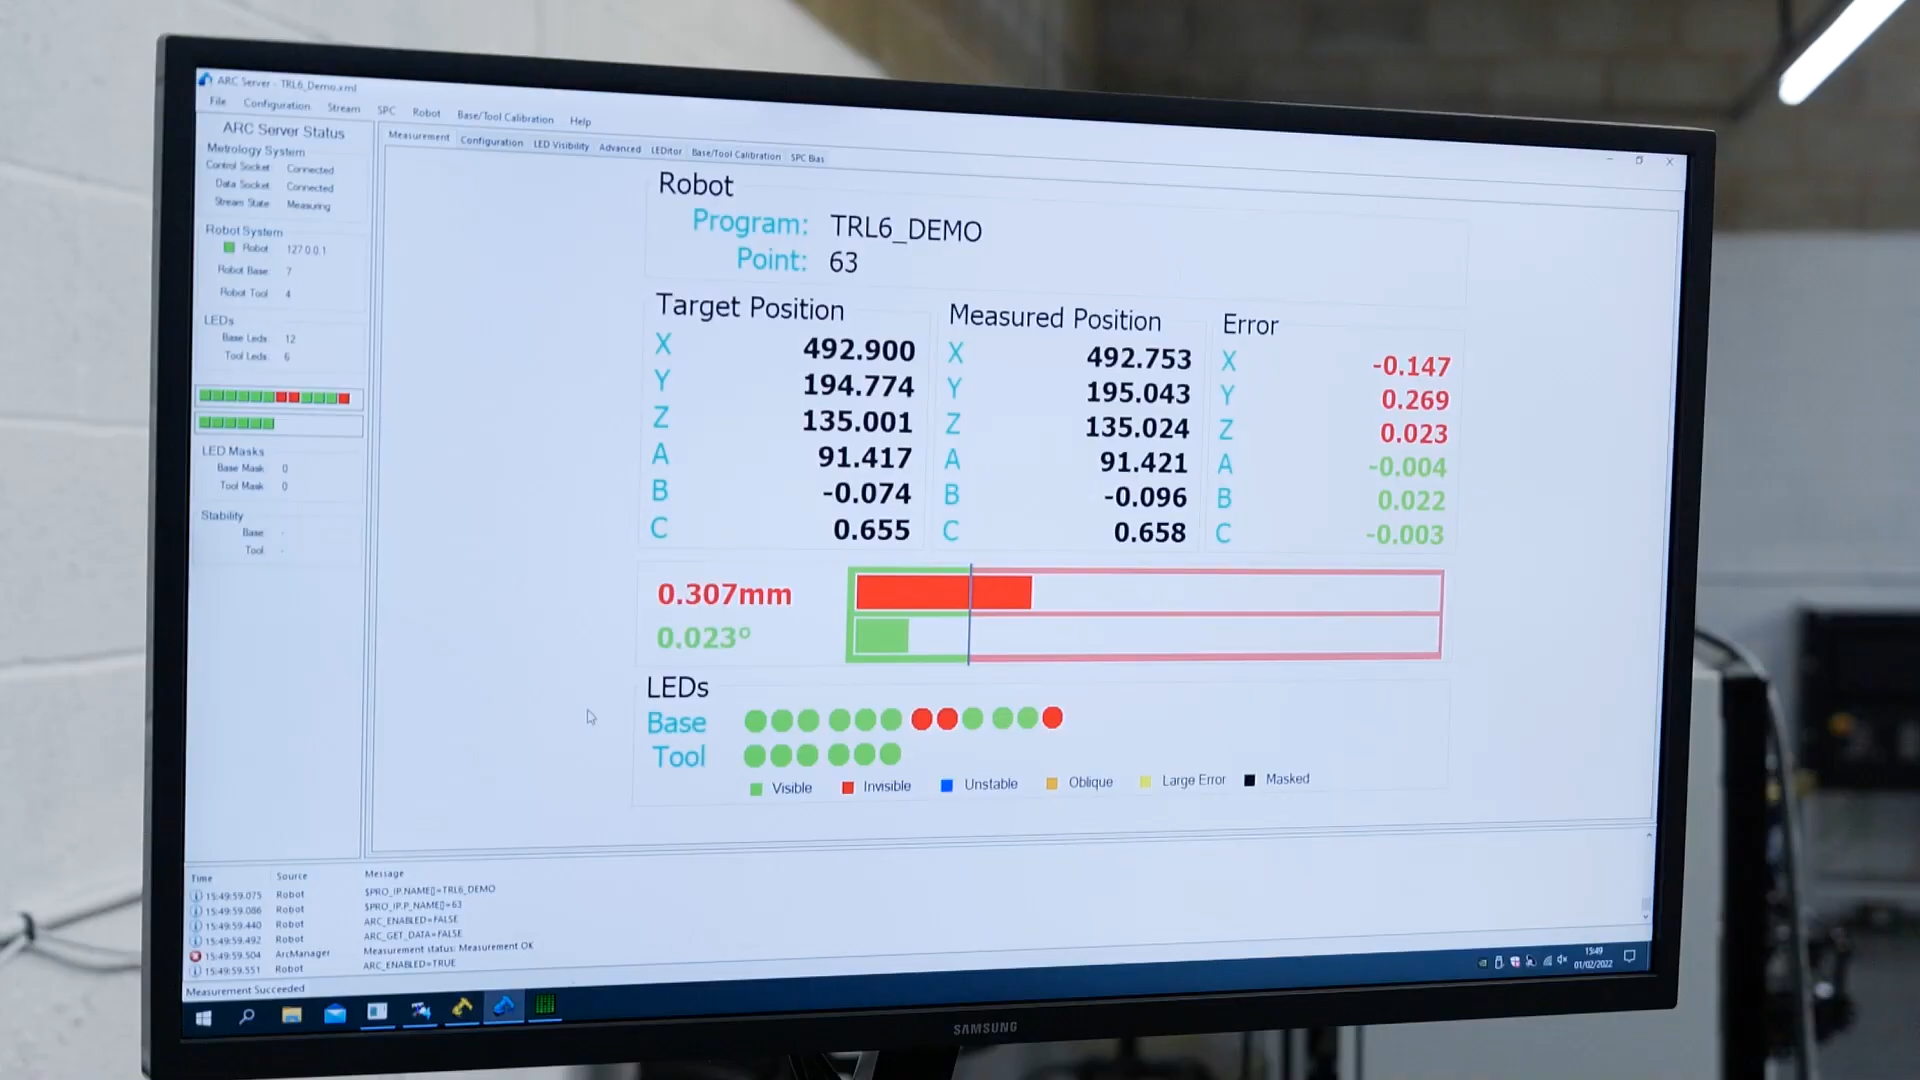 ARC Server - TRL6_Demo.xml
File Configuration Stream SPC Robot Base/Tool Calibration Help
ARC Server Status
Metrology System
Control Socket Connected
Data Socket Connected
Stream State Measuring
Robot System
Robot 127.0.0.1
Robot Base 7
Robot Tool 4
LEDs
Base Leds 12
Tool Leds 6
LED Masks
Base Mask 0
Tool Mask 0
Stability
Base -
Tool -
Measurement Configuration LED Visibility Advanced LEDitor Base/Tool Calibration SPC Bias
Robot
Program: TRL6_DEMO
Point: 63
Target Position Measured Position Error
X 492.900 X 492.753 X -0.147
Y 194.774 Y 195.043 Y 0.269
Z 135.001 Z 135.024 Z 0.023
A 91.417 A 91.421 A -0.004
B -0.074 B -0.096 B 0.022
C 0.655 C 0.658 C -0.003
0.307mm
0.023º
LEDs
Base
Tool
Visible Invisible Unstable Oblique Large Error Masked
Time Source Message
15:49:59.075 Robot $PRO_IP.NAME[]=TRL6_DEMO
15:49:59.086 Robot $PRO_IP.P_NAME[]=63
15:49:59.440 Robot ARC_ENABLED=FALSE
15:49:59.492 Robot ARC_GET_DATA=FALSE
15:49:59.504 ArcManager Measurement status: Measurement OK
15:49:59.551 Robot ARC_ENABLED=TRUE
Measurement Succeeded
15:49
01/02/2022
SAMSUNG